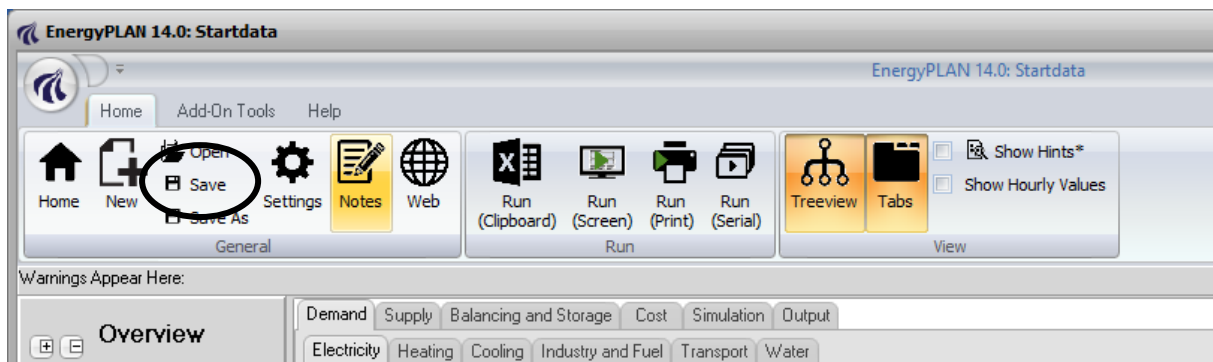 EnergyPLAN 14.0: Startdata
EnergyPLAN 14.0: Startdata
Home Add-On Tools Help
Open
Save
Save As
Home New Settings Notes Web
General
Run (Clipboard)
Run (Screen)
Run (Print)
Run (Serial)
Run
Treeview Tabs
Show Hints*
Show Hourly Values
View
Warnings Appear Here:
Overview
Demand Supply Balancing and Storage Cost Simulation Output
Electricity Heating Cooling Industry and Fuel Transport Water